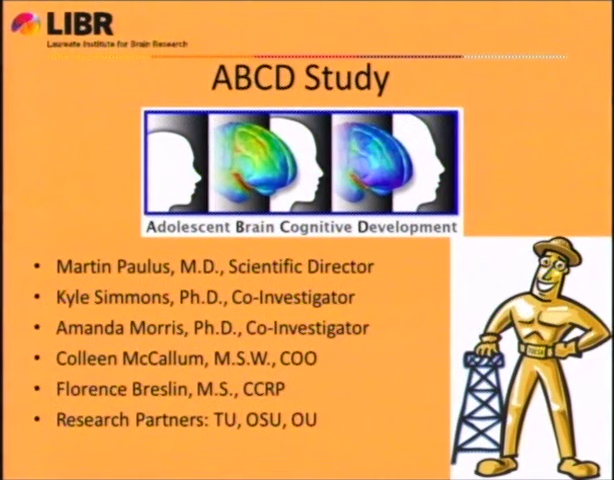 LIBR
Laureate Institute for Brain Research
ABCD Study
Adolescent Brain Cognitive Development
• Martin Paulus, M.D., Scientific Director
• Kyle Simmons, Ph.D., Co-Investigator
• Amanda Morris, Ph.D., Co-Investigator
• Colleen McCallum, M.S.W., COO
• Florence Breslin, M.S., CCRP
• Research Partners: TU, OSU, OU
TULSA